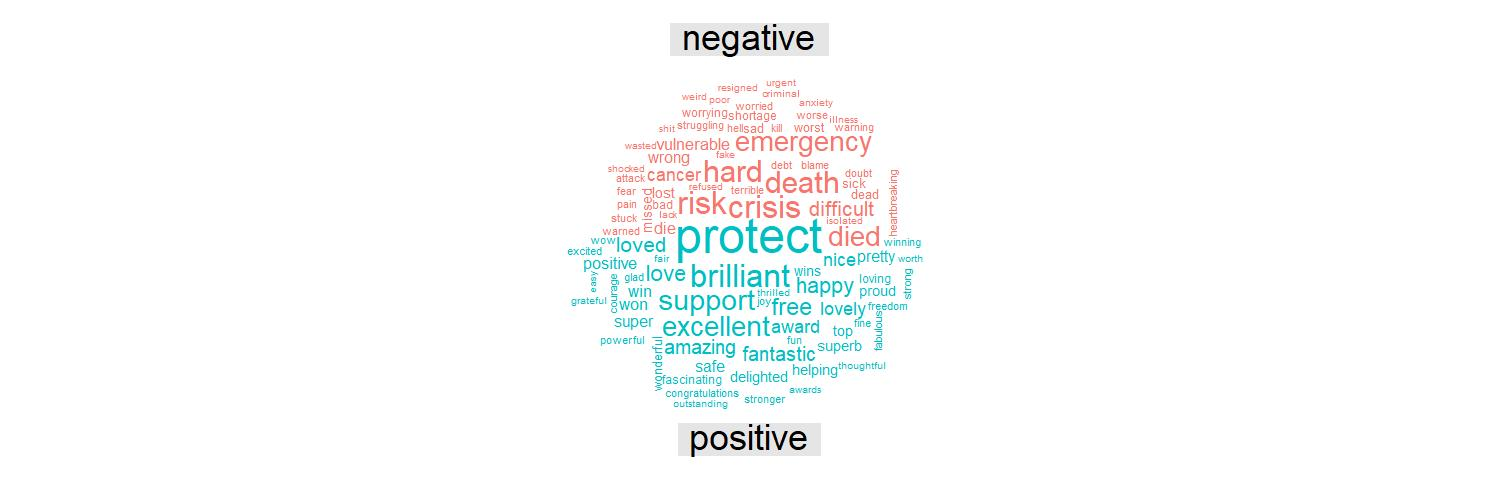 negative
urgent
resigned
criminal
weird
poor
anxiety
worried
worrying
shortage
worse
illness
shit
struggling
hell
sad
kill
worst
warning
wasted
vulnerable
emergency
wrong
fake
shocked
cancer
hard
debt
blame
doubt
attack
death
sick
fear
lost
refused
terrible
dead
heartbreaking
pain
missed
bad
risk
crisis
difficult
stuck
lack
isolated
warned
die
protect
died
wow
loved
winning
excited
fair
nice
pretty
worth
positive
easy
courage
glad
love
brilliant
wins
loving
strong
grateful
win
thrilled
happy
proud
won
support
joy
free
lovely
freedom
super
excellent
award
top
fine
fabulous
powerful
wonderful
amazing
fun
superb
fantastic
safe
helping
thoughtful
fascinating
delighted
congratulations
awards
outstanding
stronger
positive